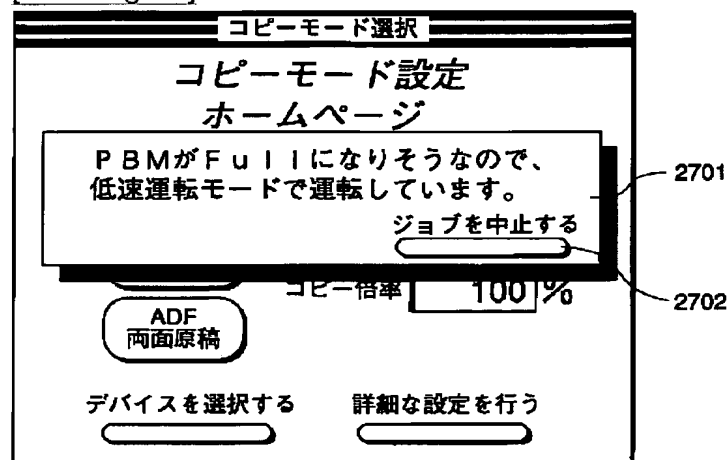 コピーモード選択
コピーモード設定
ホームページ
PBMがFullになりそうなので、
低速運転モードで運転しています。
2701
ジョブを中止する
2702
コピー倍率 100 %
ADF
両面原稿
デバイスを選択する 詳細な設定を行う